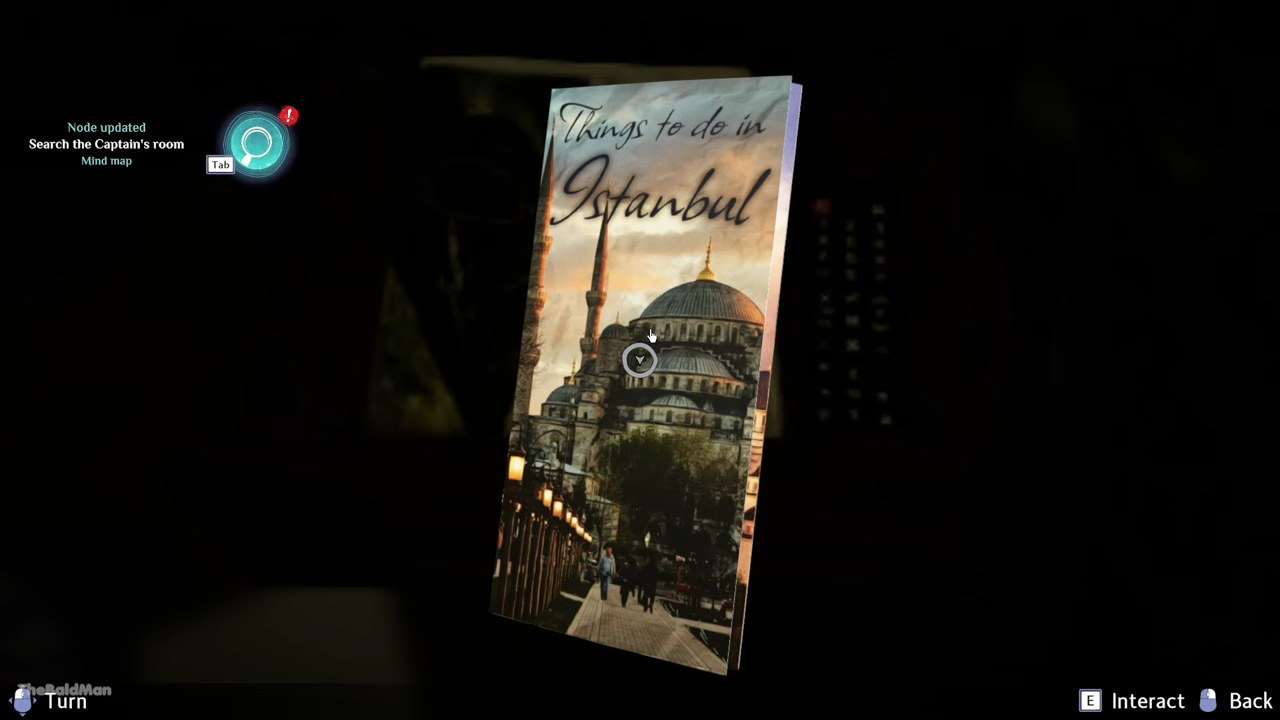 Node updated
Search the Captain's room
Mind map
Tab
Things to do in
Istanbul
TheBaldMan
Turn
E
Interact
Back